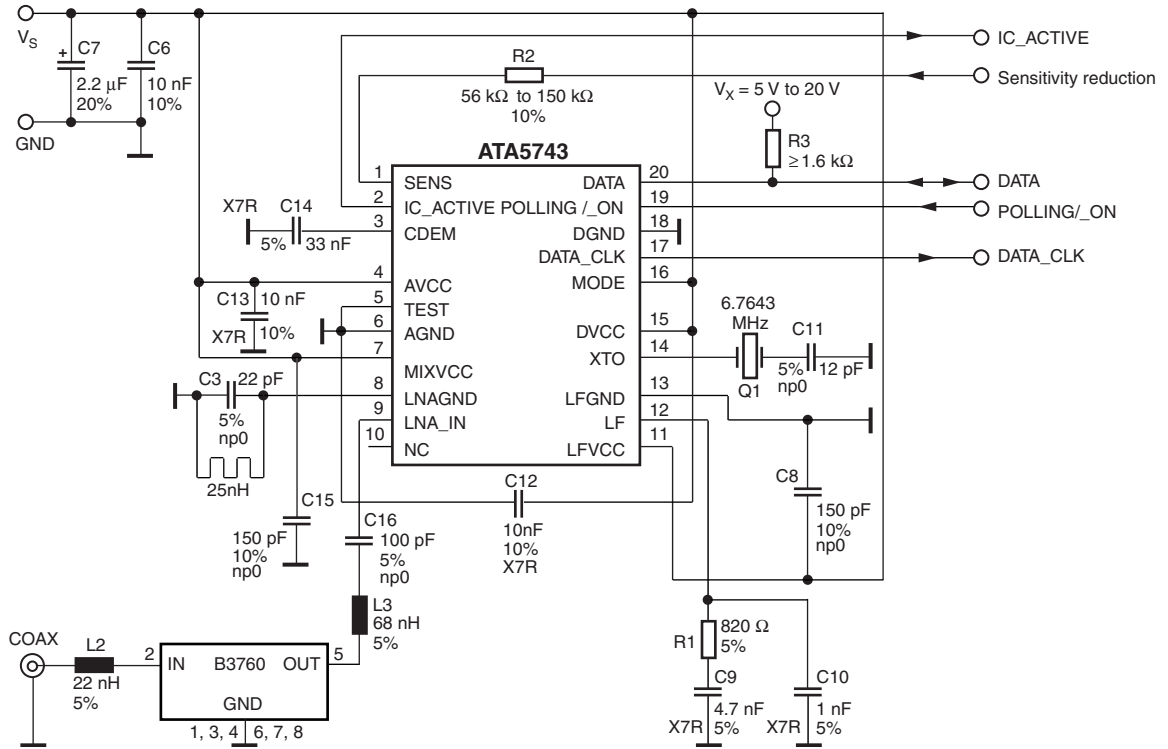 V_S
+
C7
2.2 µF
20%
C6
10 nF
10%
GND
IC_ACTIVE
R2
56 kΩ to 150 kΩ
10%
Sensitivity reduction
V_X = 5 V to 20 V
R3
≥1.6 kΩ
ATA5743
1
SENS
DATA
20
DATA
2
IC_ACTIVE POLLING /_ON
19
POLLING/_ON
X7R
C14
5%
33 nF
3
CDEM
DGND
18
DATA_CLK
17
DATA_CLK
4
AVCC
MODE
16
C13
10 nF
X7R
10%
5
TEST
6
AGND
DVCC
15
7
MIXVCC
XTO
14
6.7643
MHz
Q1
C11
5%
np0
12 pF
C3
22 pF
5%
np0
25nH
8
LNAGND
LFGND
13
9
LNA_IN
LF
12
10
NC
LFVCC
11
C15
150 pF
10%
np0
C16
100 pF
5%
np0
C12
10nF
10%
X7R
C8
150 pF
10%
np0
L3
68 nH
5%
COAX
L2
22 nH
5%
2
IN
B3760
OUT
5
GND
1, 3, 4
6, 7, 8
R1
820 Ω
5%
C9
4.7 nF
X7R
5%
C10
1 nF
X7R
5%